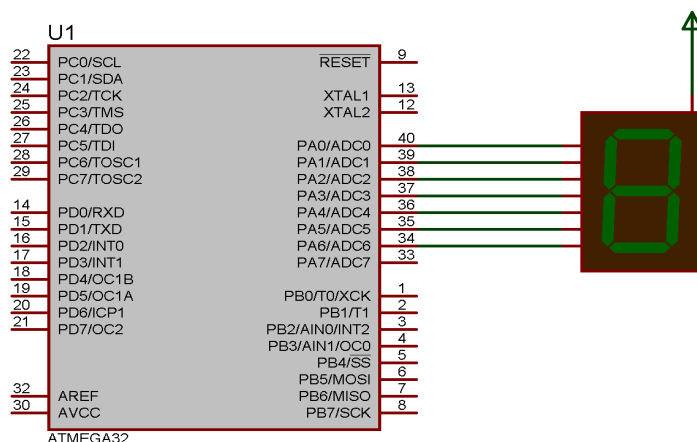 U1
22 PC0/SCL RESET 9
23 PC1/SDA
24 PC2/TCK XTAL1 13
25 PC3/TMS XTAL2 12
26 PC4/TDO
27 PC5/TDI PA0/ADC0 40
28 PC6/TOSC1 PA1/ADC1 39
29 PC7/TOSC2 PA2/ADC2 38
PA3/ADC3 37
14 PD0/RXD PA4/ADC4 36
15 PD1/TXD PA5/ADC5 35
16 PD2/INT0 PA6/ADC6 34
17 PD3/INT1 PA7/ADC7 33
18 PD4/OC1B
19 PD5/OC1A PB0/T0/XCK 1
20 PD6/ICP1 PB1/T1 2
21 PD7/OC2 PB2/AIN0/INT2 3
PB3/AIN1/OC0 4
PB4/SS 5
PB5/MOSI 6
32 AREF PB6/MISO 7
30 AVCC PB7/SCK 8
ATMEGA32